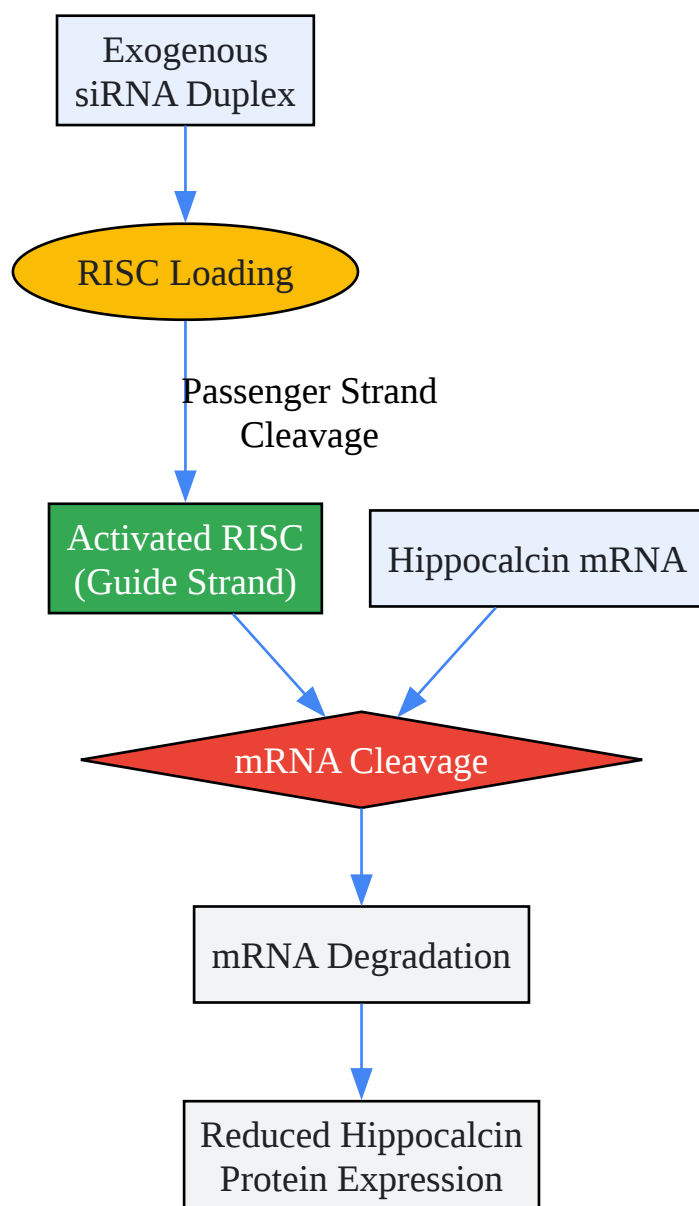 Exogenous
siRNA Duplex
RISC Loading
Passenger Strand
Cleavage
Activated RISC
(Guide Strand)
Hippocalcin mRNA
mRNA Cleavage
mRNA Degradation
Reduced Hippocalcin
Protein Expression